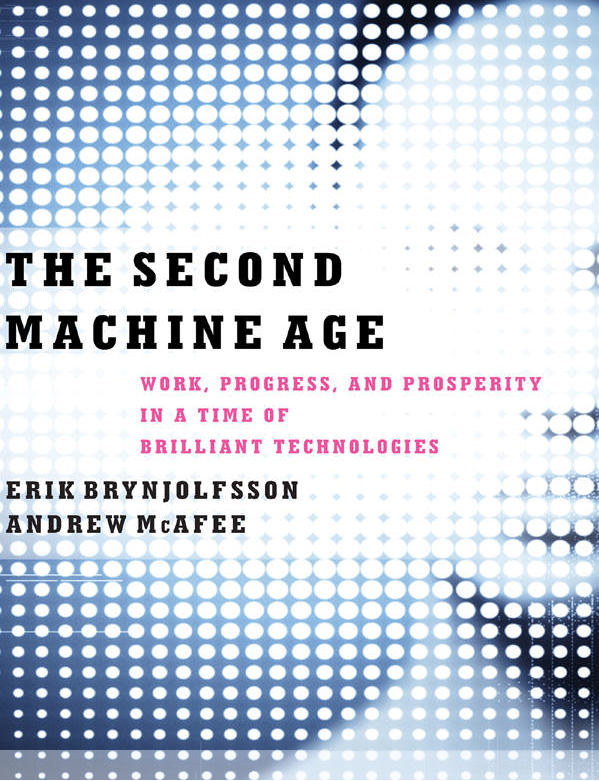 THE SECOND
MACHINE AGE
WORK, PROGRESS, AND PROSPERITY
IN A TIME OF
BRILLIANT TECHNOLOGIES
ERIK BRYNJOLFSSON
ANDREW McAFEE